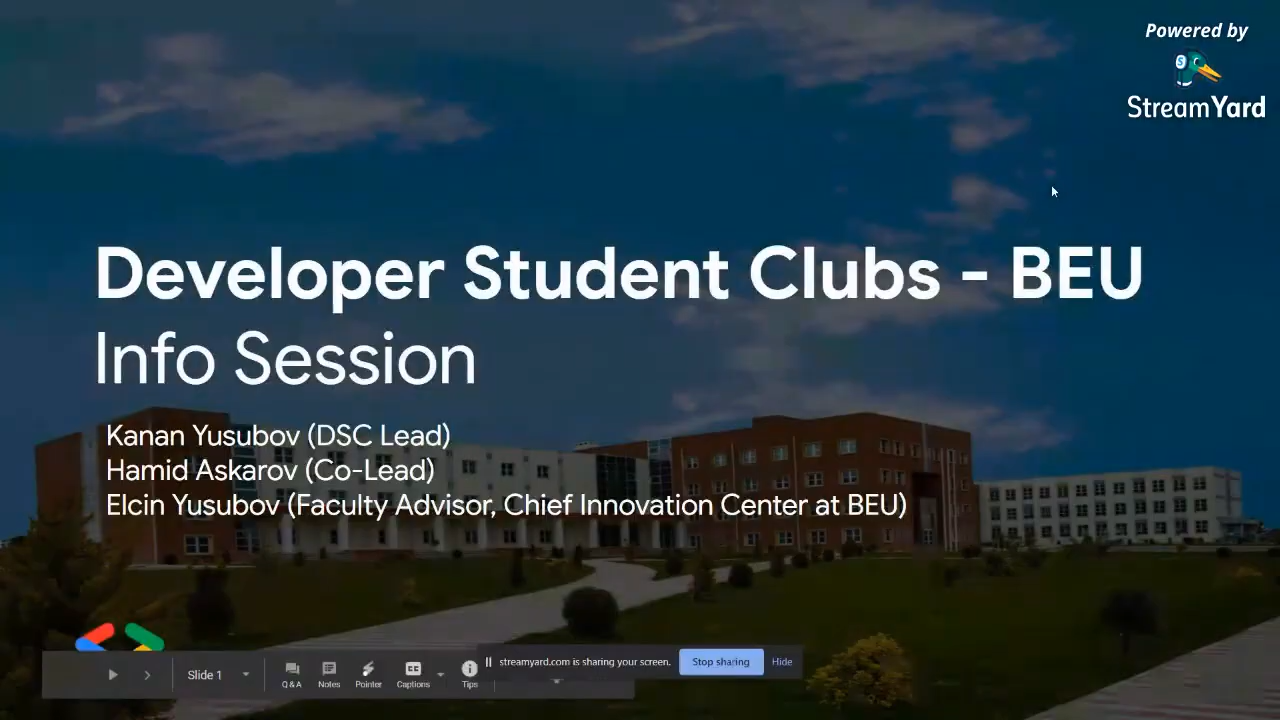 Powered by
StreamYard
Developer Student Clubs - BEU
Info Session
Kanan Yusubov (DSC Lead)
Hamid Askarov (Co-Lead)
Elcin Yusubov (Faculty Advisor, Chief Innovation Center at BEU)
streamyard.com is sharing your screen. Stop sharing Hide
Slide 1
Q & A Notes Pointer Captions Tips